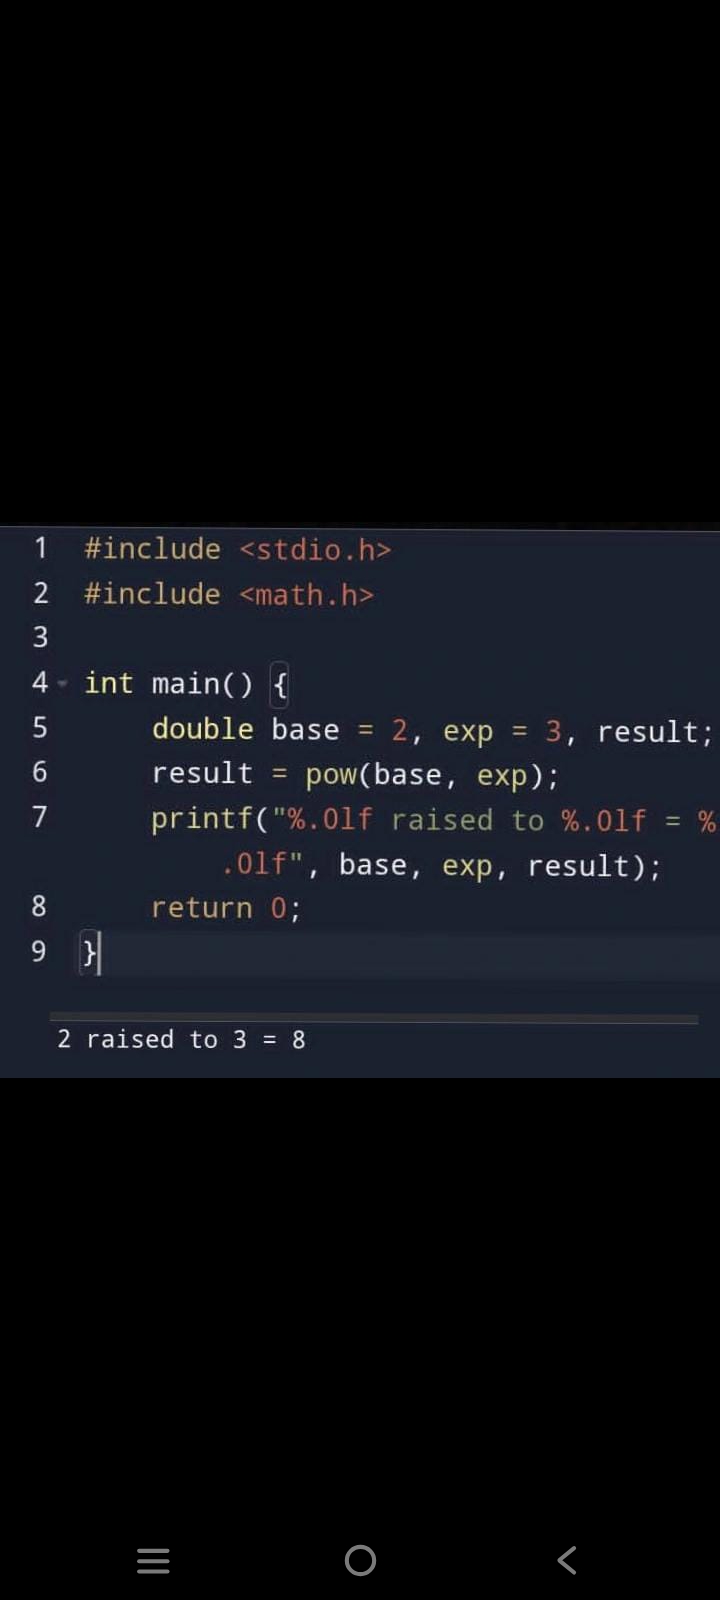 1 #include <stdio.h>
2 #include <math.h>
3
4 int main() {
5 double base = 2, exp = 3, result;
6 result = pow(base, exp);
7 printf("%.0lf raised to %.0lf = %
.0lf", base, exp, result);
8 return 0;
9 }
2 raised to 3 = 8